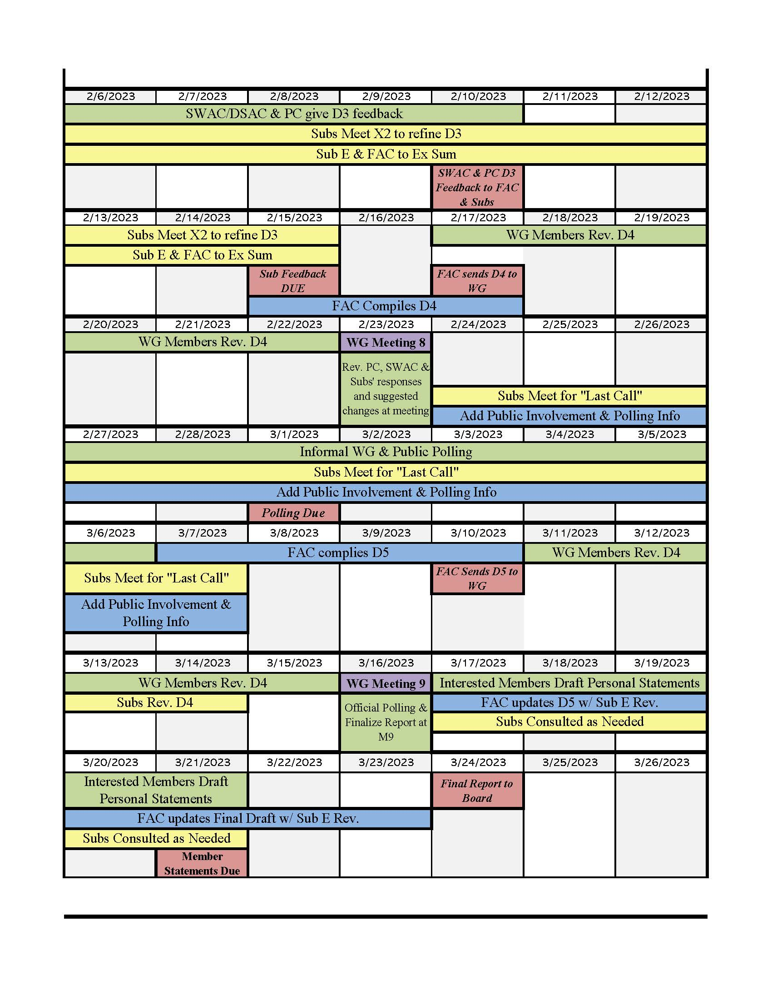 2/6/2023 2/7/2023 2/8/2023 2/9/2023 2/10/2023 2/11/2023 2/12/2023
SWAC/DSAC & PC give D3 feedback
Subs Meet X2 to refine D3
Sub E & FAC to Ex Sum
SWAC & PC D3
Feedback to FAC
& Subs
2/13/2023 2/14/2023 2/15/2023 2/16/2023 2/17/2023 2/18/2023 2/19/2023
Subs Meet X2 to refine D3 WG Members Rev. D4
Sub E & FAC to Ex Sum
Sub Feedback
DUE
FAC sends D4 to
WG
FAC Compiles D4
2/20/2023 2/21/2023 2/22/2023 2/23/2023 2/24/2023 2/25/2023 2/26/2023
WG Members Rev. D4 WG Meeting 8
Rev. PC, SWAC &
Subs' responses
and suggested
changes at meeting
Subs Meet for "Last Call"
Add Public Involvement & Polling Info
2/27/2023 2/28/2023 3/1/2023 3/2/2023 3/3/2023 3/4/2023 3/5/2023
Informal WG & Public Polling
Subs Meet for "Last Call"
Add Public Involvement & Polling Info
Polling Due
3/6/2023 3/7/2023 3/8/2023 3/9/2023 3/10/2023 3/11/2023 3/12/2023
FAC complies D5 WG Members Rev. D4
Subs Meet for "Last Call"
FAC Sends D5 to
WG
Add Public Involvement &
Polling Info
3/13/2023 3/14/2023 3/15/2023 3/16/2023 3/17/2023 3/18/2023 3/19/2023
WG Members Rev. D4 WG Meeting 9 Interested Members Draft Personal Statements
Subs Rev. D4
Official Polling &
Finalize Report at
M9
FAC updates D5 w/ Sub E Rev.
Subs Consulted as Needed
3/20/2023 3/21/2023 3/22/2023 3/23/2023 3/24/2023 3/25/2023 3/26/2023
Interested Members Draft
Personal Statements
Final Report to
Board
FAC updates Final Draft w/ Sub E Rev.
Subs Consulted as Needed
Member
Statements Due